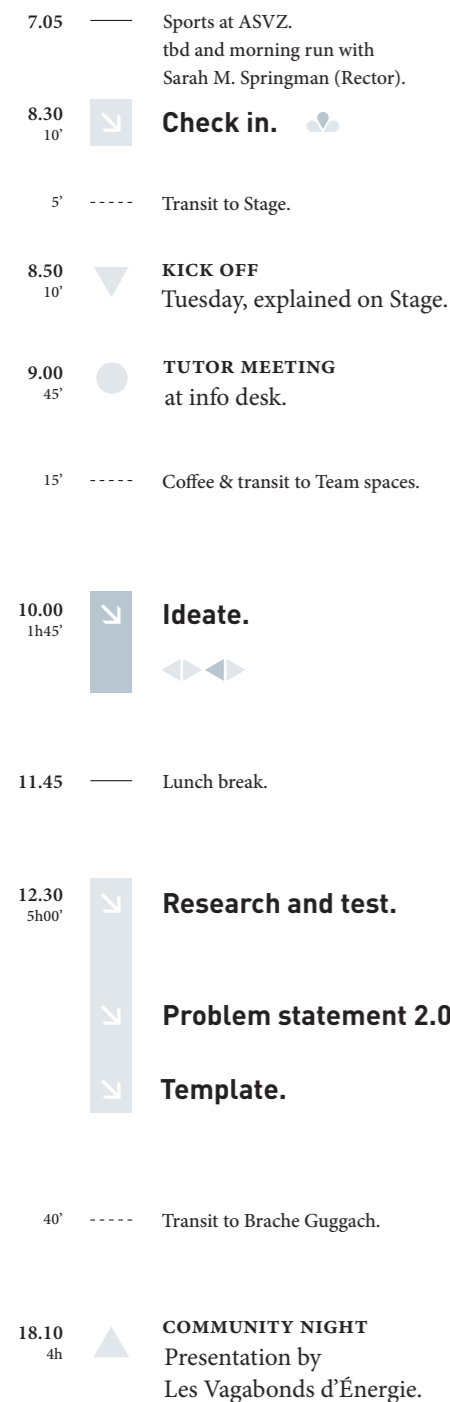 7.05 Sports at ASVZ.
tbd and morning run with
Sarah M. Springman (Rector).
8.30 Check in.
10’
5’ Transit to Stage.
8.50 KICK OFF
10’ Tuesday, explained on Stage.
9.00 TUTOR MEETING
45’ at info desk.
15’ Coffee & transit to Team spaces.
10.00 Ideate.
1h45’
11.45 Lunch break.
12.30 Research and test.
5h00’
Problem statement 2.0
Template.
40’ Transit to Brache Guggach.
18.10 COMMUNITY NIGHT
4h Presentation by
Les Vagabonds d’Énergie.